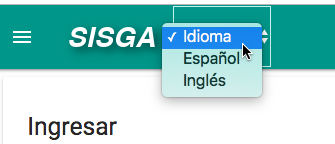 SISGA
✓ Idioma
Español
Inglés
Ingresar